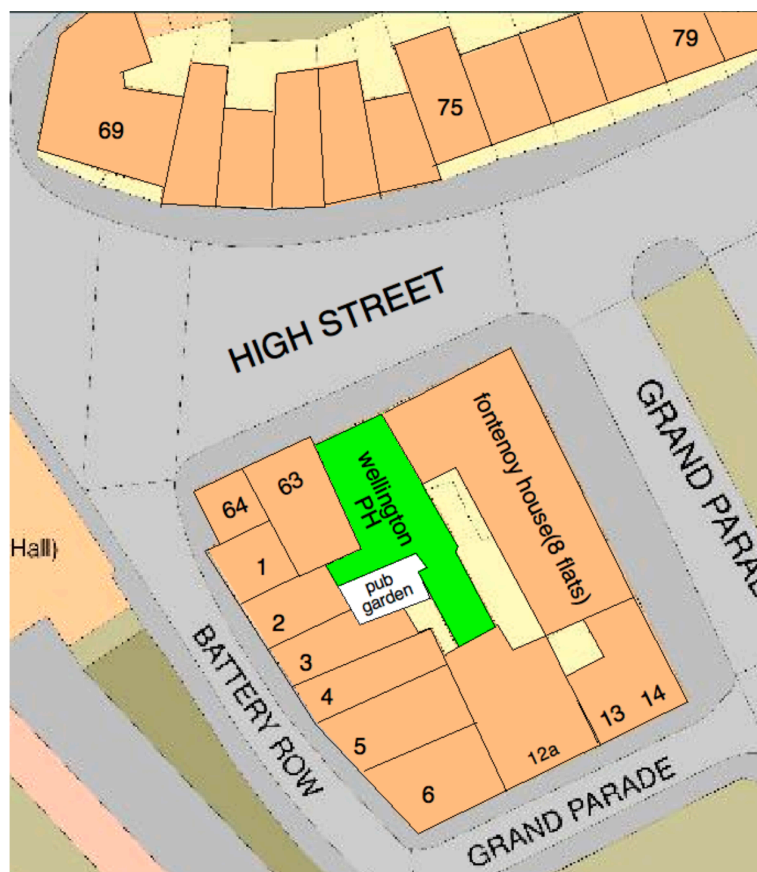 79
75
69
HIGH STREET
GRAND PARADE
fontenoy house(8 flats)
wellington
PH
63
64
Hall)
1
pub
garden
2
3
4
5
6
BATTERY ROW
12a
13
14
GRAND PARADE